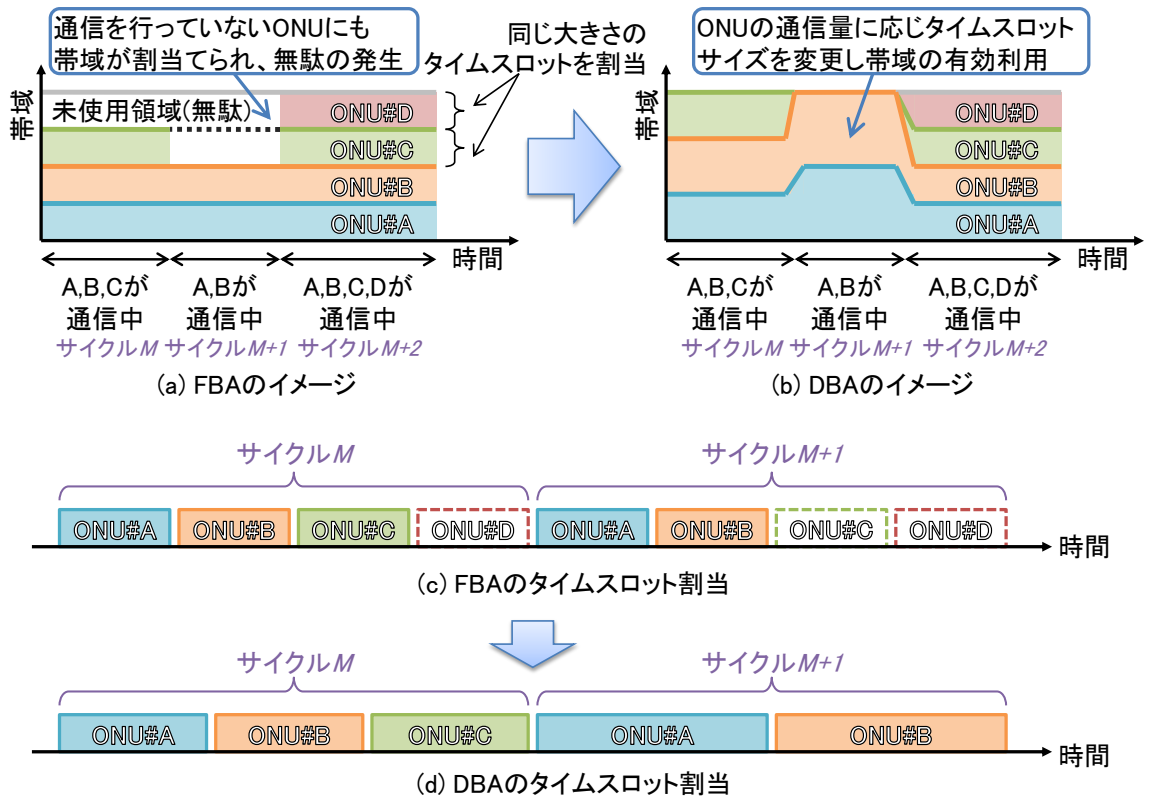 通信を行っていないONUにも
帯域が割当てられ、無駄の発生
同じ大きさの
タイムスロットを割当
帯域
未使用領域(無駄)
ONU#D
ONU#C
ONU#B
ONU#A
時間
A,B,Cが
通信中
サイクルM
A,Bが
通信中
サイクルM+1
A,B,C,Dが
通信中
サイクルM+2
(a) FBAのイメージ
ONUの通信量に応じタイムスロット
サイズを変更し帯域の有効利用
帯域
ONU#D
ONU#C
ONU#B
ONU#A
時間
A,B,Cが
通信中
サイクルM
A,Bが
通信中
サイクルM+1
A,B,C,Dが
通信中
サイクルM+2
(b) DBAのイメージ
サイクルM
サイクルM+1
ONU#A ONU#B ONU#C ONU#D ONU#A ONU#B ONU#C ONU#D
時間
(c) FBAのタイムスロット割当
サイクルM
サイクルM+1
ONU#A ONU#B ONU#C ONU#A ONU#B
時間
(d) DBAのタイムスロット割当